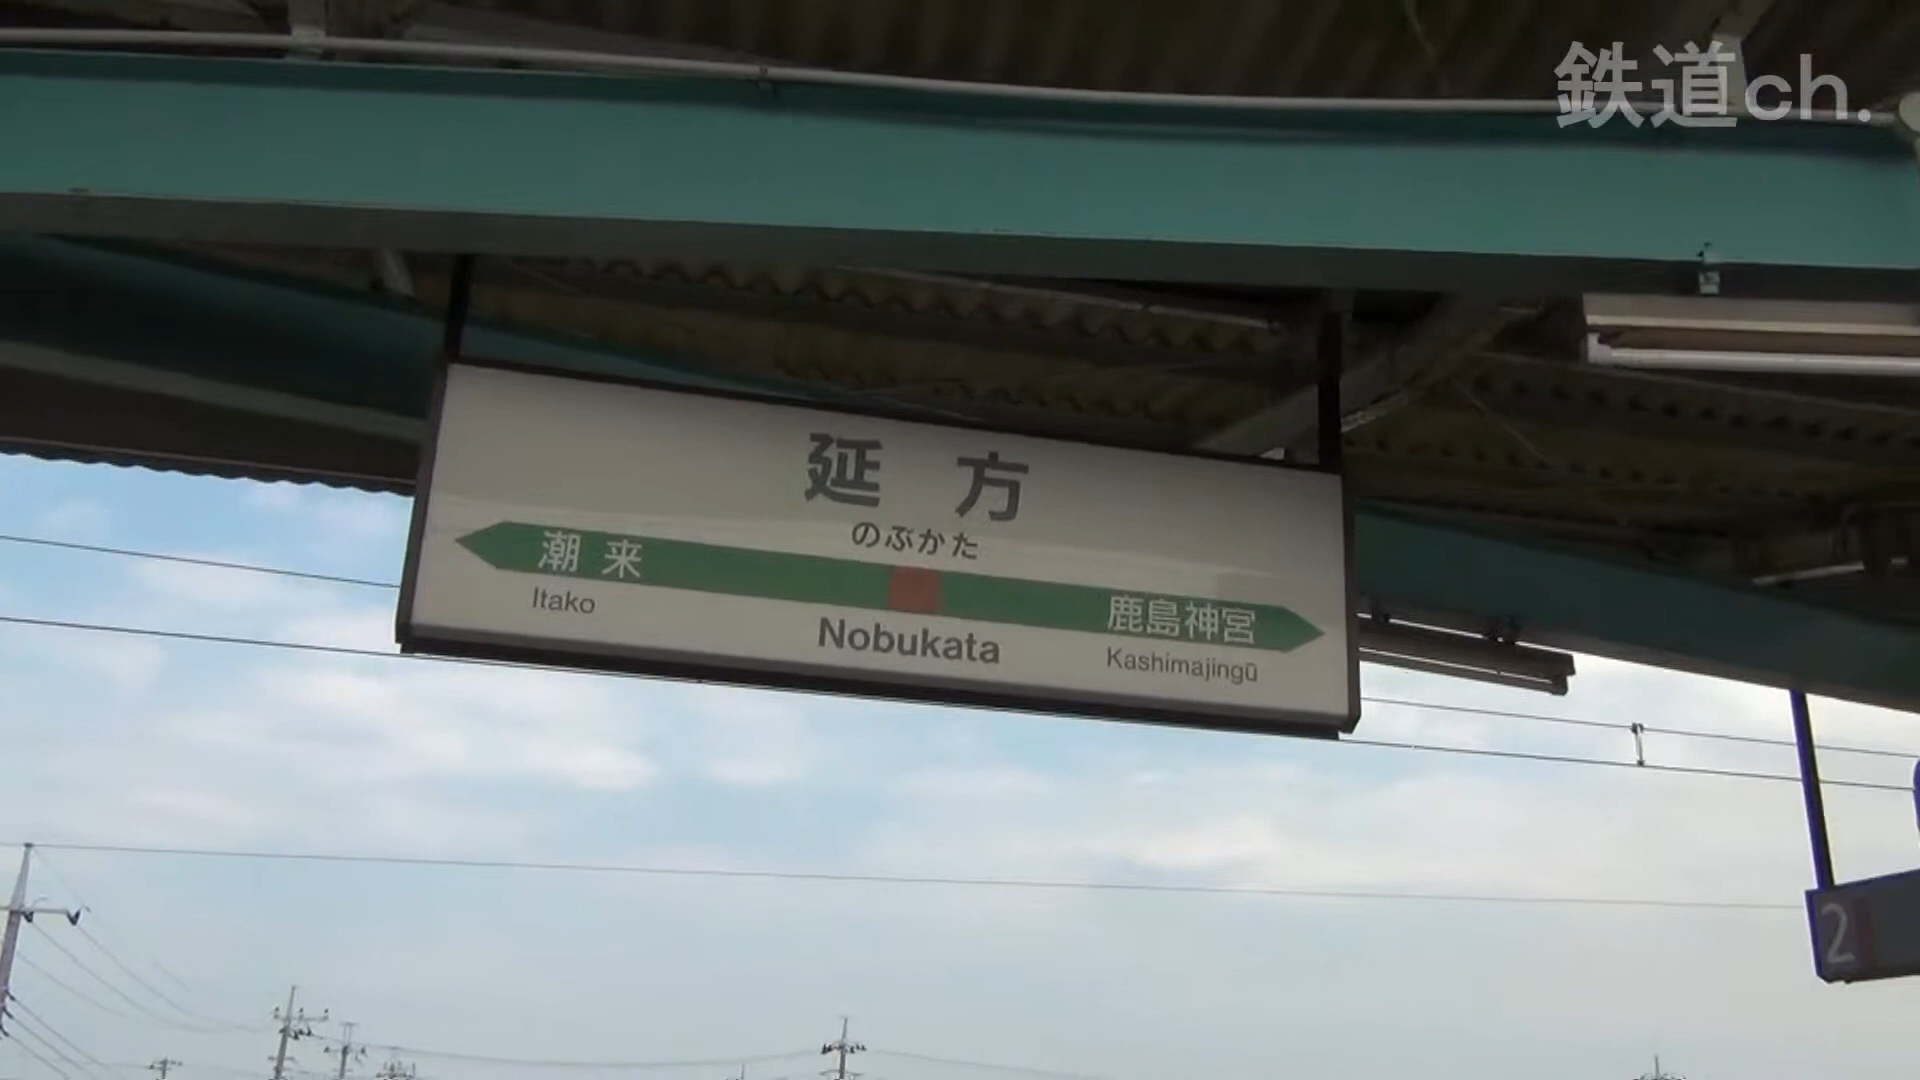 鉄道ch.
延方
のぶかた
潮来
鹿島神宮
Itako
Nobukata
Kashimajingū
2